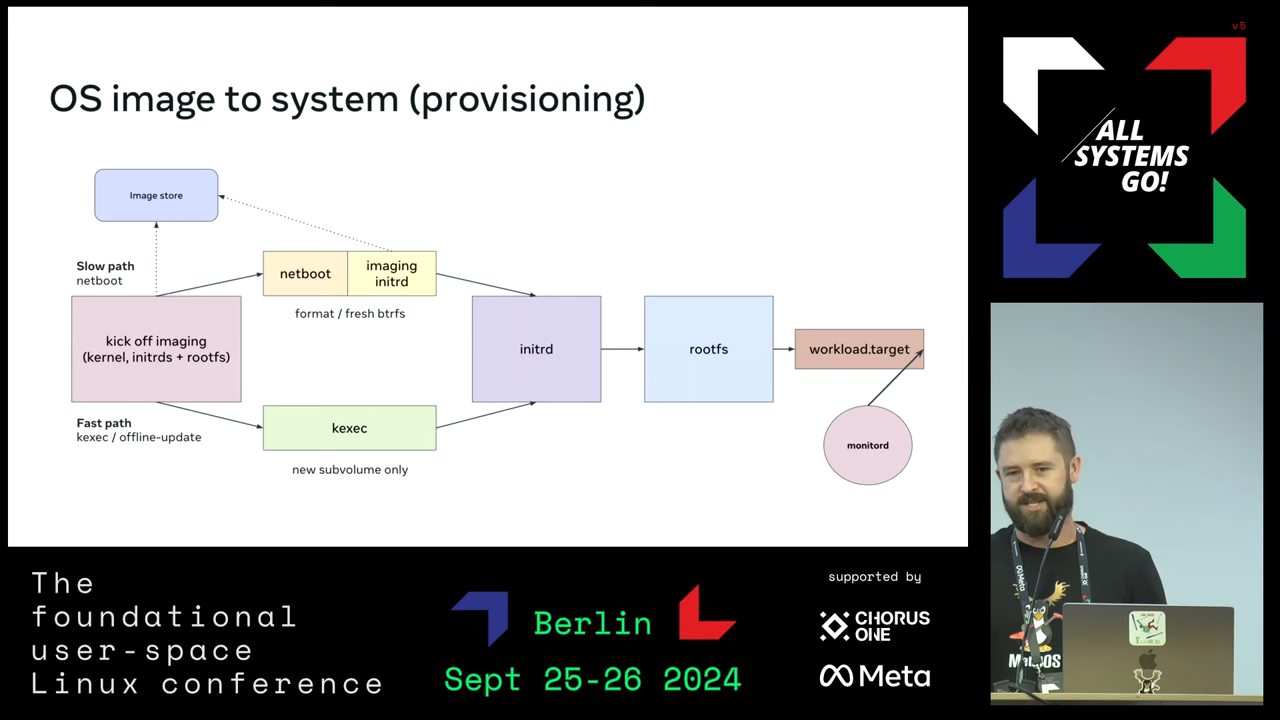 OS image to system (provisioning)
Image store
Slow path
netboot
netboot
imaging
initrd
format / fresh btrfs
kick off imaging
(kernel, initrds + rootfs)
initrd
rootfs
workload.target
Fast path
kexec / offline-update
kexec
new subvolume only
monitord
v5
ALL
SYSTEMS
GO!
The
foundational
user-space
Linux conference
Berlin
Sept 25-26 2024
supported by
CHORUS
ONE
Meta
Meta